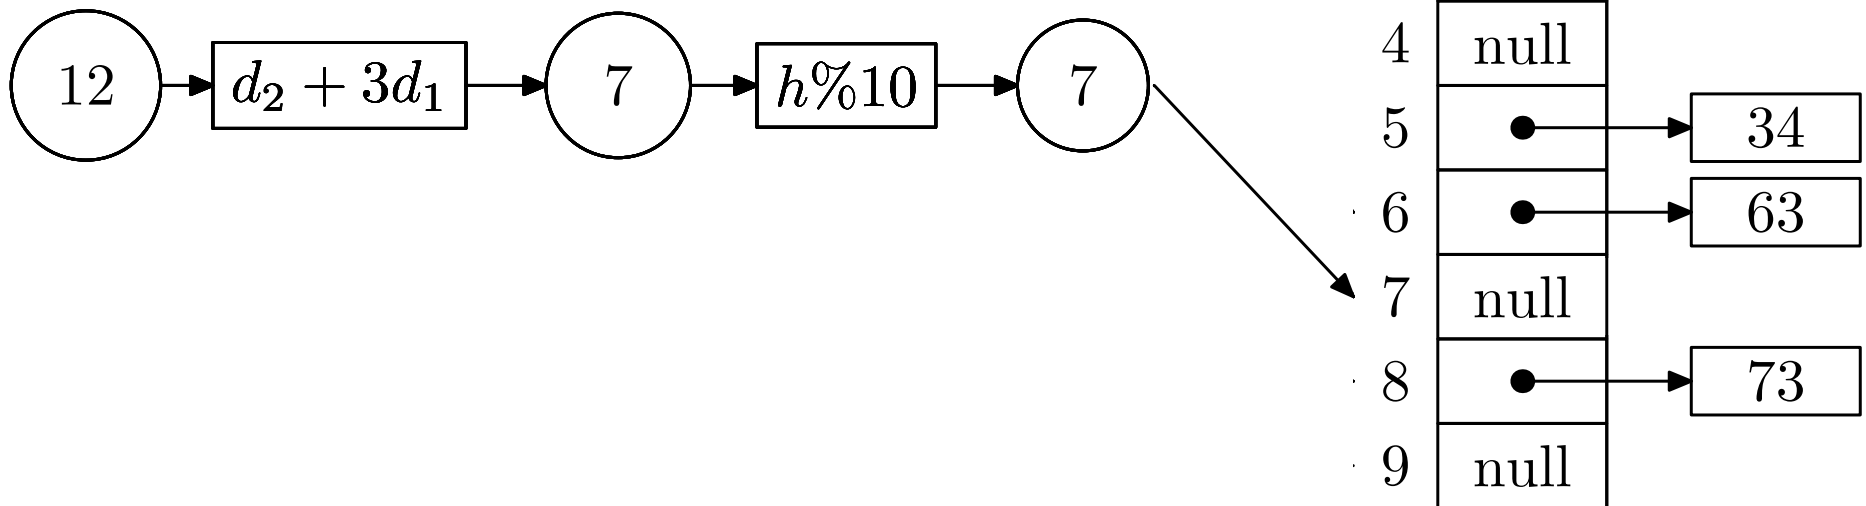 12 d₂ + 3d₁ 7 h%10 7
4 null
5 34
6 63
7 null
8 73
9 null